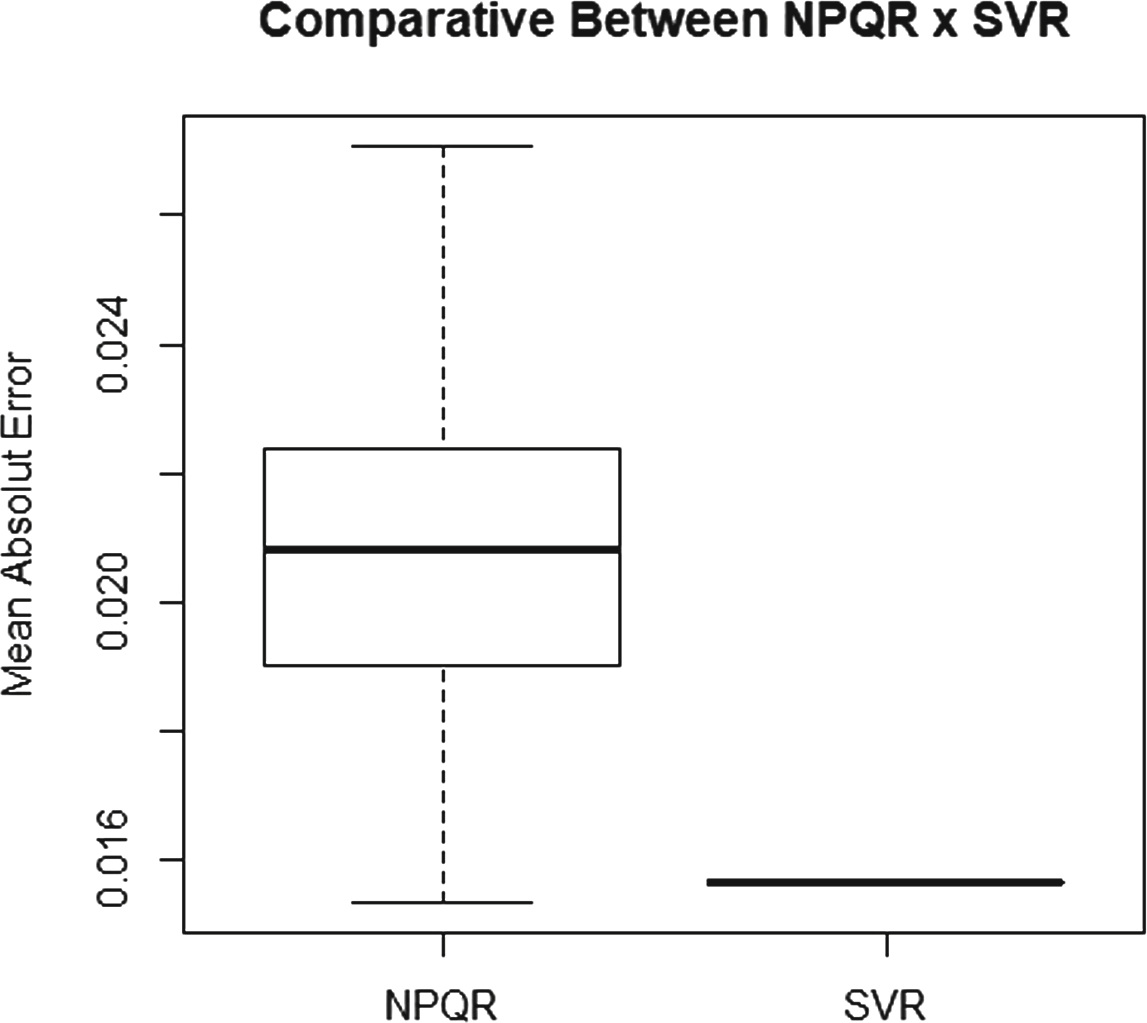 Comparative Between NPQR x SVR
Mean Absolut Error
0.024
0.020
0.016
NPQR
SVR